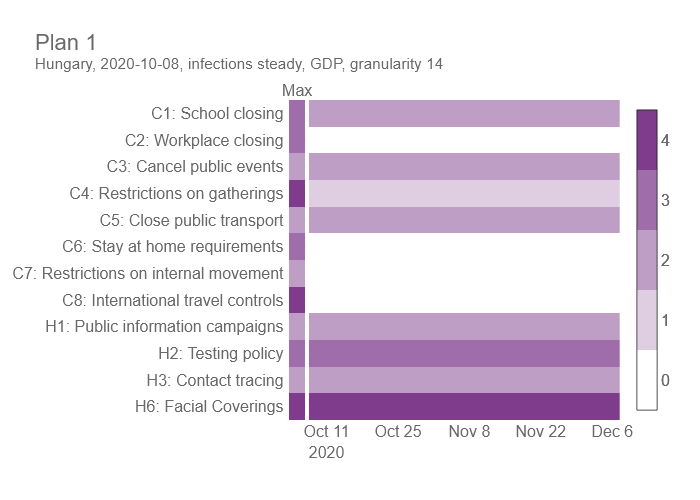 Plan 1
Hungary, 2020-10-08, infections steady, GDP, granularity 14
Max
C1: School closing
C2: Workplace closing
C3: Cancel public events
C4: Restrictions on gatherings
C5: Close public transport
C6: Stay at home requirements
C7: Restrictions on internal movement
C8: International travel controls
H1: Public information campaigns
H2: Testing policy
H3: Contact tracing
H6: Facial Coverings
Oct 11 Oct 25 Nov 8 Nov 22 Dec 6
2020
4
3
2
1
0